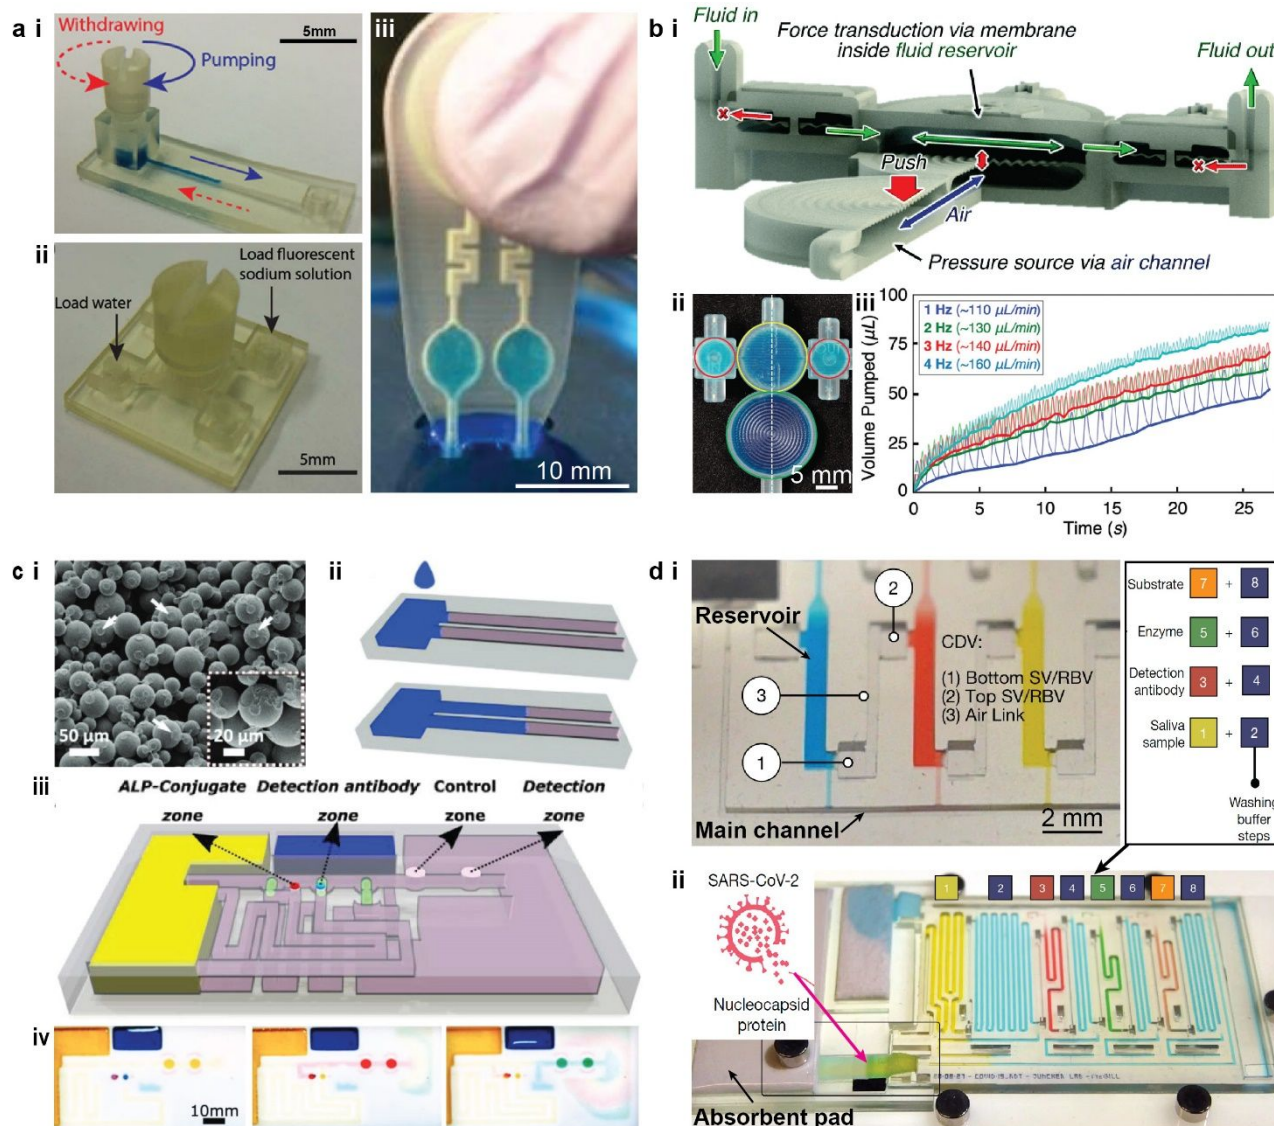 a i
Withdrawing
5mm
Pumping
ii
Load fluorescent
sodium solution
Load water
5mm
iii
10 mm
b i
Fluid in
Force transduction via membrane
inside fluid reservoir
Fluid out
Push
Air
Pressure source via air channel
ii
5 mm
iii
100
75
50
25
0
Volume Pumped (µL)
1 Hz (~110 µL/min)
2 Hz (~130 µL/min)
3 Hz (~140 µL/min)
4 Hz (~160 µL/min)
5 10 15 20 25
Time (s)
c i
50 µm
20 µm
ii
iii
ALP-Conjugate
zone
Detection antibody
zone
Control
zone
Detection
zone
iv
10mm
d i
Reservoir
2
3
1
CDV:
(1) Bottom SV/RBV
(2) Top SV/RBV
(3) Air Link
Main channel
2 mm
Substrate 7 + 8
Enzyme 5 + 6
Detection
antibody 3 + 4
Saliva
sample 1 + 2
Washing
buffer
steps
ii
SARS-CoV-2
1 2 3 4 5 6 7 8
Nucleocapsid
protein
Absorbent pad